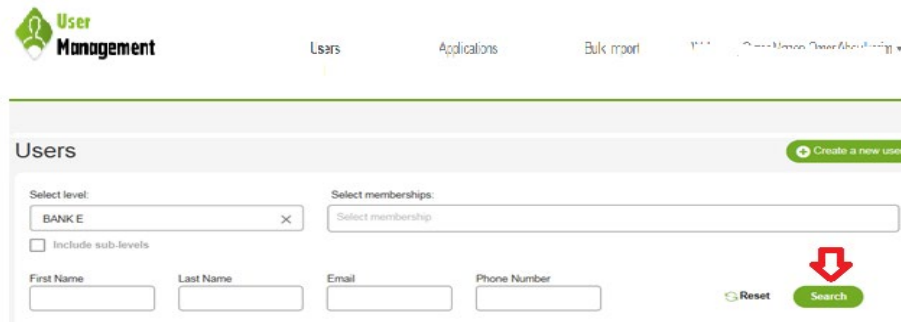 User
Management
Users Applications Bulk Import
Users
Create a new user
Select level: Select memberships:
BANK E Select membership
Include sub-levels
First Name Last Name Email Phone Number
Reset Search